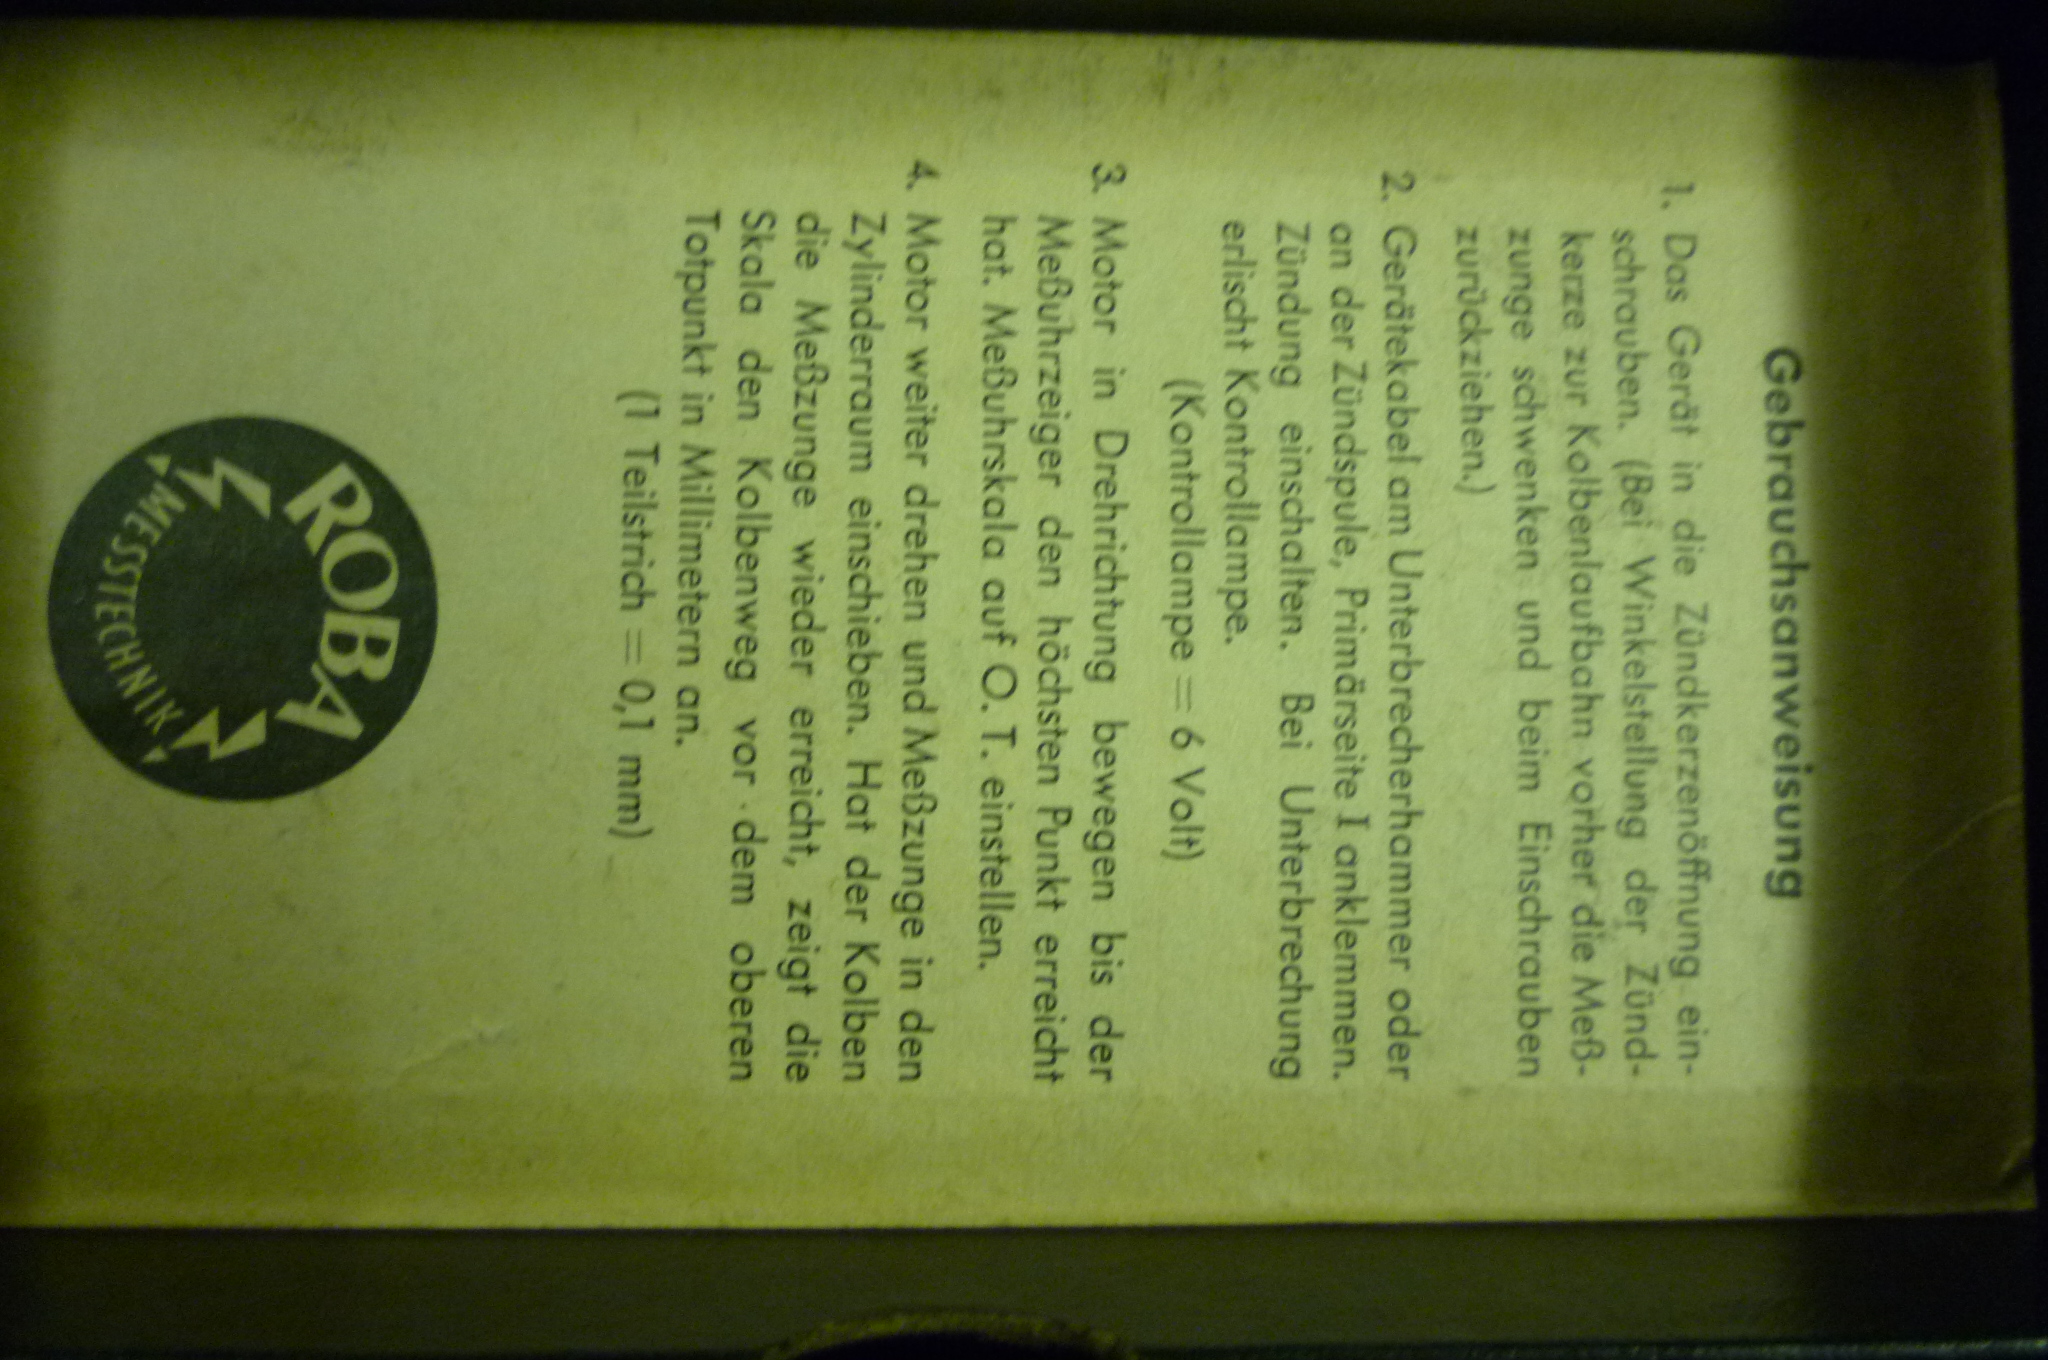 Gebrauchsanweisung
1. Das Gerät in die Zündkerzenöffnung ein-
schrauben. (Bei Winkelstellung der Zünd-
kerze zur Kolbenlaufbahn vorher die Meß-
zunge schwenken und beim Einschrauben
zurückziehen.)
2. Gerätekabel am Unterbrecherhammer oder
an der Zündspule, Primärseite I anklemmen.
Zündung einschalten. Bei Unterbrechung
erlischt Kontrollampe.
(Kontrollampe = 6 Volt)
3. Motor in Drehrichtung bewegen bis der
Meßuhrzeiger den höchsten Punkt erreicht
hat. Meßuhrskala auf O. T. einstellen.
4. Motor weiter drehen und Meßzunge in den
Zylinderraum einschieben. Hat der Kolben
die Meßzunge wieder erreicht, zeigt die
Skala den Kolbenweg vor dem oberen
Totpunkt in Millimetern an.
(1 Teilstrich = 0,1 mm)
ROBA
MESSTECHNIK